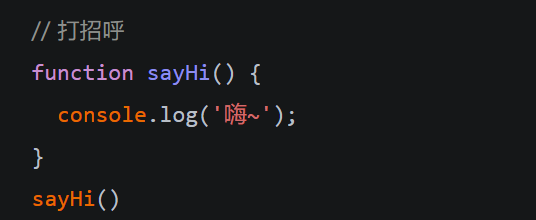 // 打招呼
function sayHi() {
  console.log('嗨~');
}
sayHi()